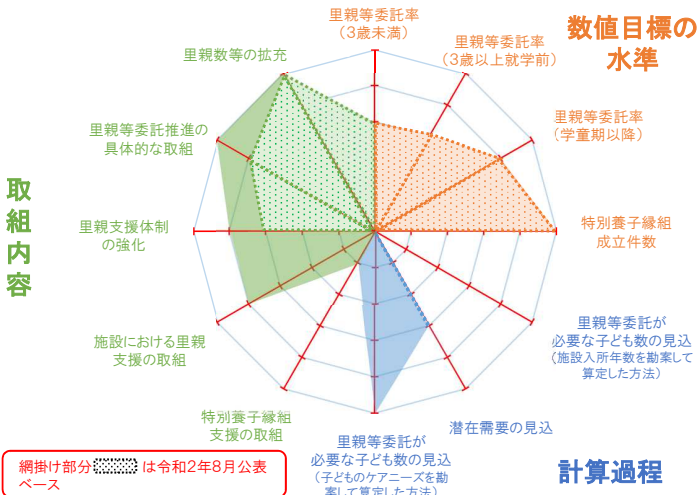 里親等委託率
（3歳未満）
数値目標の
水準
里親等委託率
（3歳以上就学前）
里親数等の拡充
里親等委託率
（学童期以降）
里親等委託推進の
具体的な取組
取組内容
里親支援体制
の強化
特別養子縁組
成立件数
里親等委託が
必要な子ども数の見込
（施設入所年数を勘案して
算定した方法）
施設における里親
支援の取組
特別養子縁組
支援の取組
潜在需要の見込
里親等委託が
必要な子ども数の見込
（子どものケアニーズを勘
案して算定した方法）
計算過程
網掛け部分 は令和2年8月公表
ベース